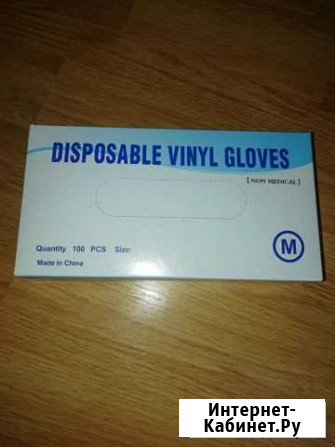 DISPOSABLE VINYL GLOVES
[ NON MEDICAL ]
Quantity 100 PCS Size:
M
Made in China
Интернет-
Кабинет.Ру